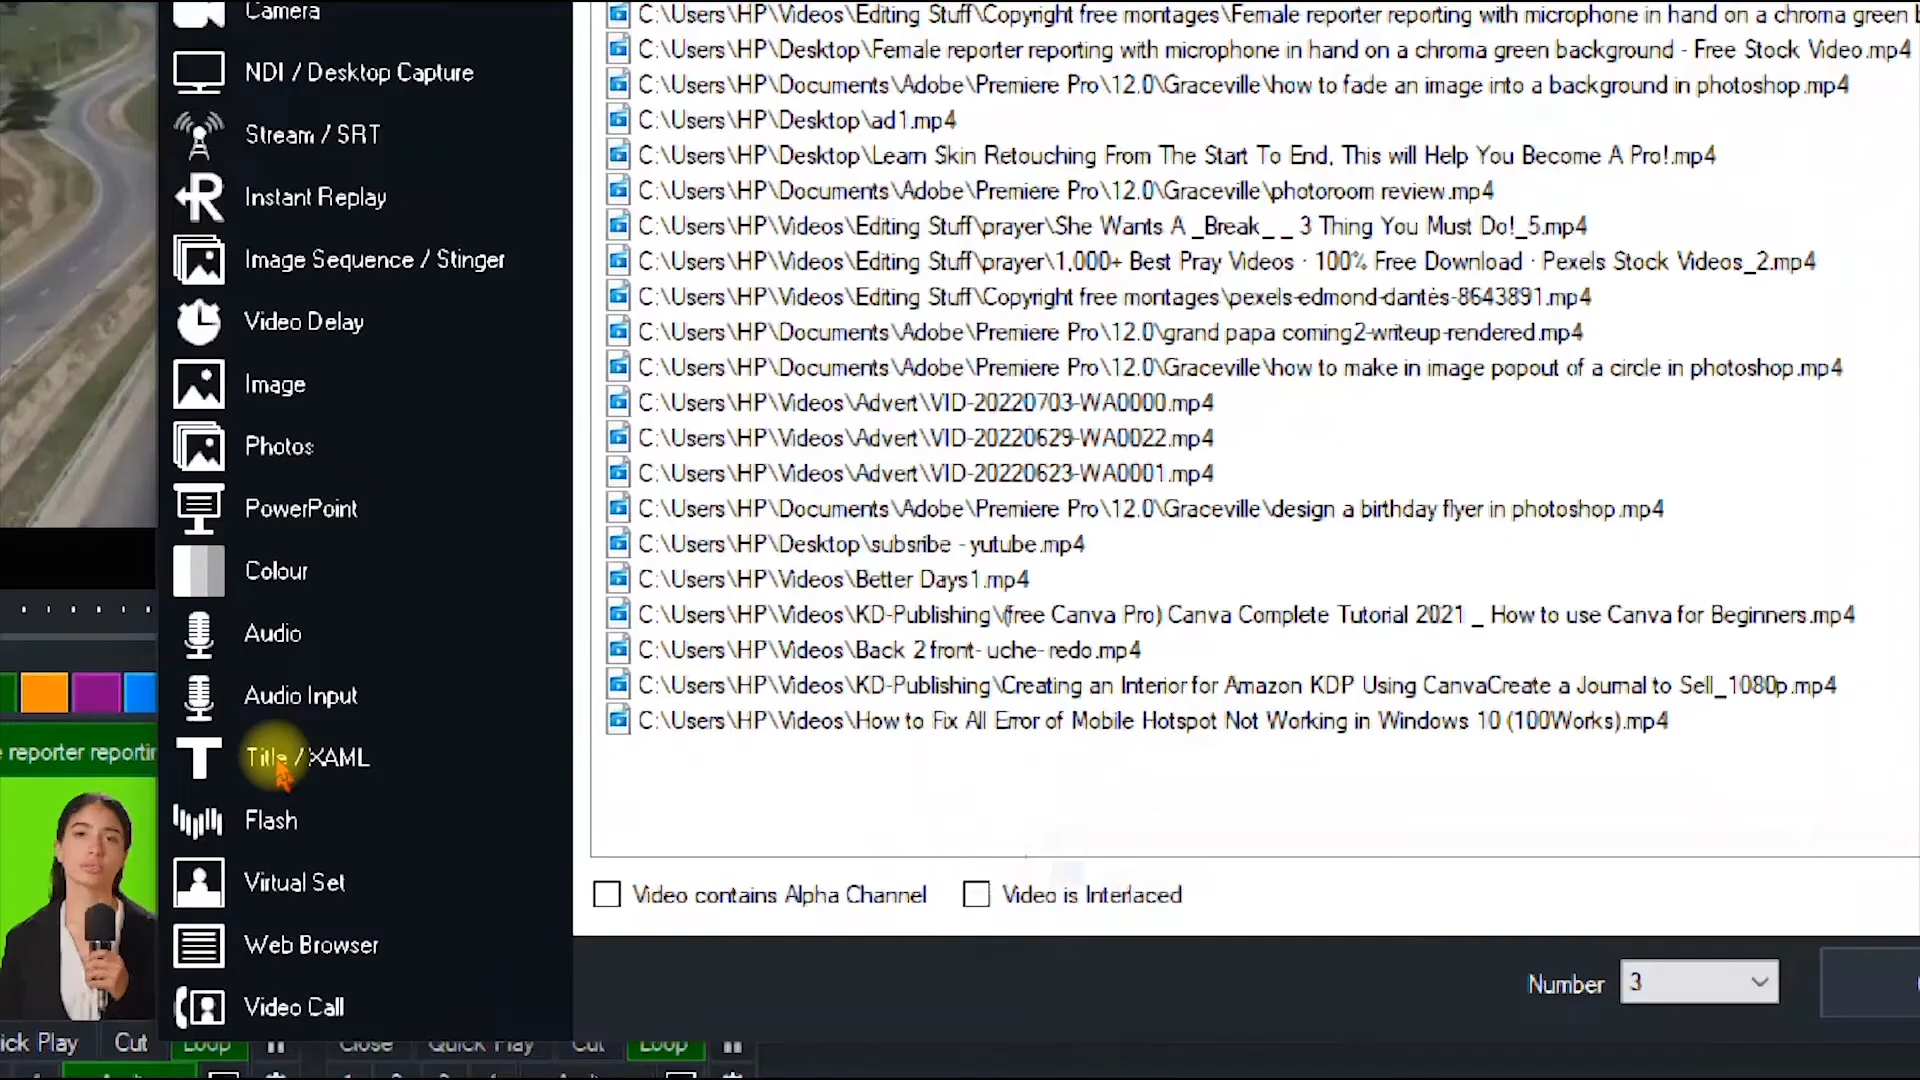 Camera
NDI / Desktop Capture
Stream / SRT
Instant Replay
Image Sequence / Stinger
Video Delay
Image
Photos
PowerPoint
Colour
Audio
Audio Input
Title / XAML
Flash
Virtual Set
Web Browser
Video Call
C:\Users\HP\Videos\Editing Stuff\Copyright free montages\Female reporter reporting with microphone in hand on a chroma green
C:\Users\HP\Desktop\Female reporter reporting with microphone in hand on a chroma green background - Free Stock Video.mp4
C:\Users\HP\Documents\Adobe\Premiere Pro\12.0\Graceville\how to fade an image into a background in photoshop.mp4
C:\Users\HP\Desktop\ad1.mp4
C:\Users\HP\Desktop\Learn Skin Retouching From The Start To End, This will Help You Become A Pro!.mp4
C:\Users\HP\Documents\Adobe\Premiere Pro\12.0\Graceville\photoroom review.mp4
C:\Users\HP\Videos\Editing Stuff\prayer\She Wants A _Break_ _ 3 Thing You Must Do!_5.mp4
C:\Users\HP\Videos\Editing Stuff\prayer\1,000+ Best Pray Videos · 100% Free Download · Pexels Stock Videos_2.mp4
C:\Users\HP\Videos\Editing Stuff\Copyright free montages\pexels-edmond-dantès-8643891.mp4
C:\Users\HP\Documents\Adobe\Premiere Pro\12.0\grand papa coming2-writeup-rendered.mp4
C:\Users\HP\Documents\Adobe\Premiere Pro\12.0\Graceville\how to make in image popout of a circle in photoshop.mp4
C:\Users\HP\Videos\Advert\VID-20220703-WA0000.mp4
C:\Users\HP\Videos\Advert\VID-20220629-WA0022.mp4
C:\Users\HP\Videos\Advert\VID-20220623-WA0001.mp4
C:\Users\HP\Documents\Adobe\Premiere Pro\12.0\Graceville\design a birthday flyer in photoshop.mp4
C:\Users\HP\Desktop\subsribe - yutube.mp4
C:\Users\HP\Videos\Better Days1.mp4
C:\Users\HP\Videos\KD-Publishing\(free Canva Pro) Canva Complete Tutorial 2021 _ How to use Canva for Beginners.mp4
C:\Users\HP\Videos\Back 2 front- uche- redo.mp4
C:\Users\HP\Videos\KD-Publishing\Creating an Interior for Amazon KDP Using CanvaCreate a Journal to Sell_1080p.mp4
C:\Users\HP\Videos\How to Fix All Error of Mobile Hotspot Not Working in Windows 10 (100Works).mp4
Video contains Alpha Channel
Video is Interlaced
Number 3
reporter reportin
ick Play Cut Loop Close Quick Play Cut Loop